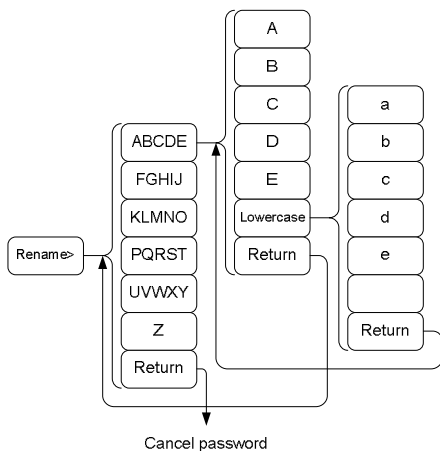 Rename>
ABCDE
FGHIJ
KLMNO
PQRST
UVWXY
Z
Return
A
B
C
D
E
Lowercase
Return
a
b
c
d
e
Return
Cancel password